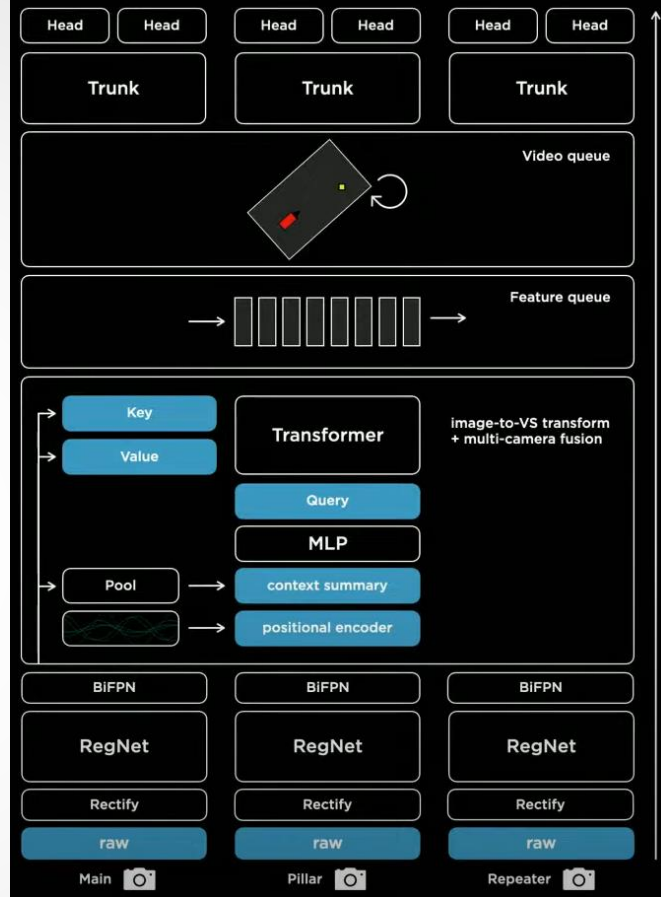 Head Head Head Head Head Head
Trunk Trunk Trunk
Video queue
Feature queue
Key
Value
Transformer
image-to-VS transform
+ multi-camera fusion
Query
MLP
Pool context summary
positional encoder
BiFPN BiFPN BiFPN
RegNet RegNet RegNet
Rectify Rectify Rectify
raw raw raw
Main Pillar Repeater